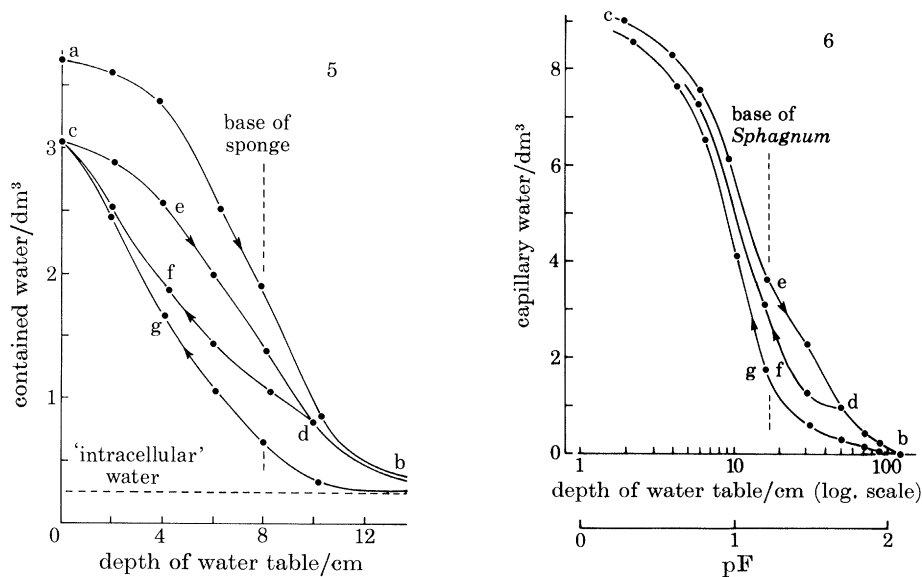 5
a
base of
sponge
c
3
e
2
f
g
1
d
b
'intracellular'
water
0
0
4
8
12
contained water/dm³
depth of water table/cm
6
c
8
base of
Sphagnum
6
4
e
2
g
f
d
b
0
1
10
100
capillary water/dm³
depth of water table/cm (log. scale)
0
1
2
pF